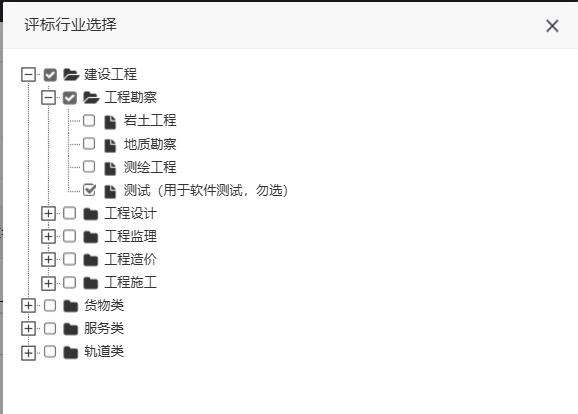 评标行业选择
建设工程
工程勘察
岩土工程
地质勘察
测绘工程
测试（用于软件测试，勿选）
工程设计
工程监理
工程造价
工程施工
货物类
服务类
轨道类